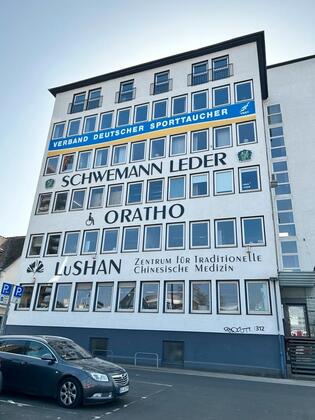 VERBAND DEUTSCHER SPORTTAUCHER
SCHWEMANN LEDER
ORATHO
LUSHAN
ZENTRUM FÜR TRADITIONELLE
CHINESISCHE MEDIZIN
312
P
P